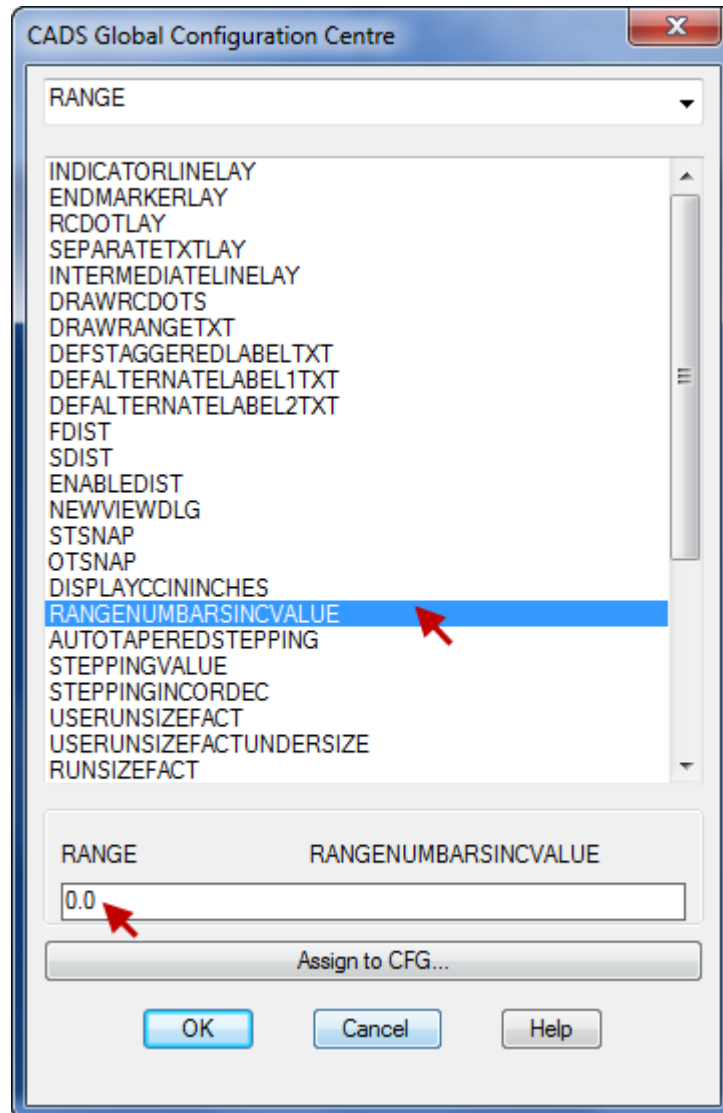 CADS Global Configuration Centre
RANGE
INDICATORLINELAY
ENDMARKERLAY
RCDOTLAY
SEPARATETXTLAY
INTERMEDIATELINELAY
DRAWRCDOTS
DRAWRANGETXT
DEFSTAGGEREDLABELTXT
DEFALTERNATELABEL1TXT
DEFALTERNATELABEL2TXT
FDIST
SDIST
ENABLEDIST
NEWVIEWDLG
STSNAP
OTSNAP
DISPLAYCCININCHES
RANGENUMBARSINCVALUE
AUTOTAPEREDSTEPPING
STEPPINGVALUE
STEPPINGINCORDEC
USERUNSIZEFACT
USERUNSIZEFACTUNDERSIZE
RUNSIZEFACT
RANGE RANGENUMBARSINCVALUE
0.0
Assign to CFG...
OK Cancel Help